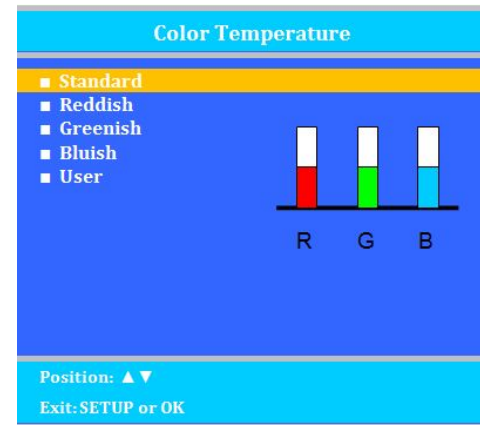 Color Temperature
■ Standard
■ Reddish
■ Greenish
■ Bluish
■ User
R G B
Position: ▲▼
Exit: SETUP or OK